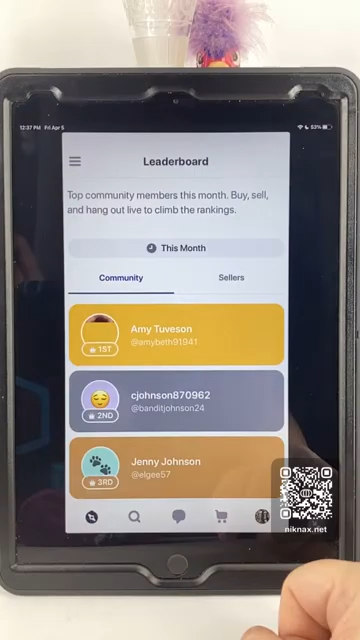 12:37 PM Fri Apr 5
53%
Leaderboard
Top community members this month. Buy, sell,
and hang out live to climb the rankings.
This Month
Community Sellers
Amy Tuveson
@amybeth91941
1ST
cjohnson870962
@banditjohnson24
2ND
Jenny Johnson
@elgee57
3RD
niknax.net